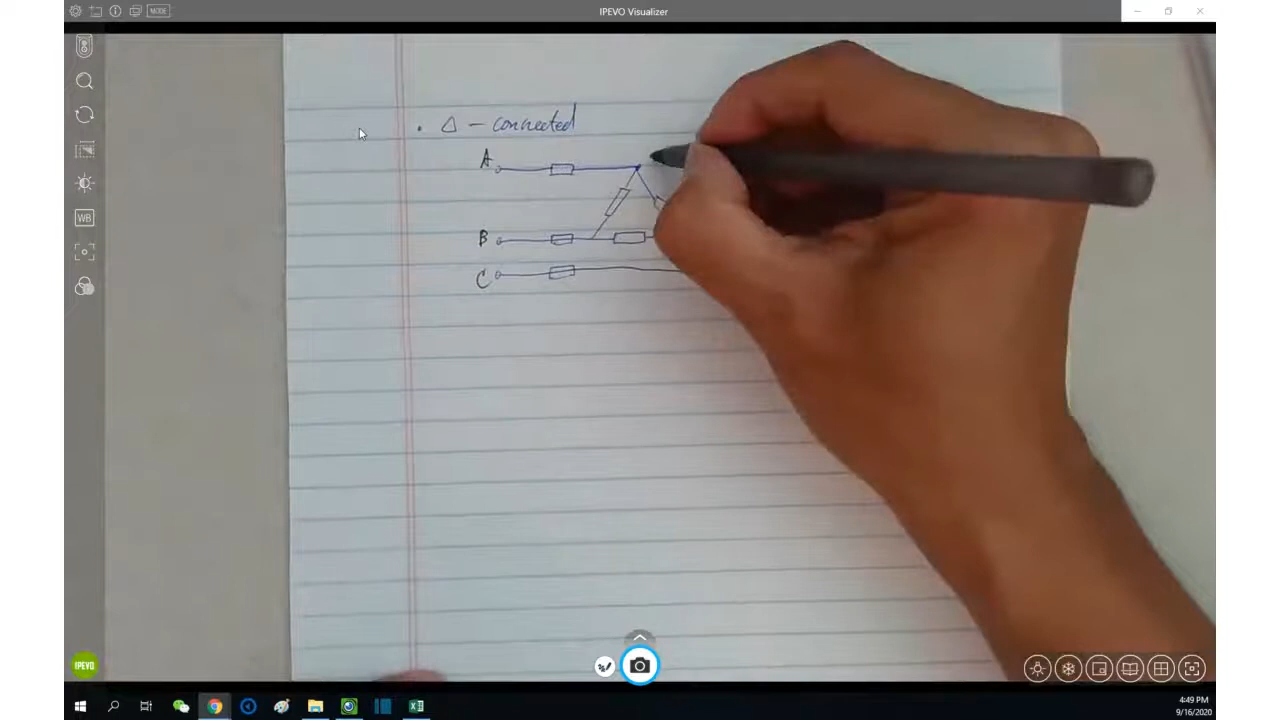 IPEVO Visualizer
MODE
• △ – connected
A
B
C
WB
IPEVO
4:49 PM
9/16/2020